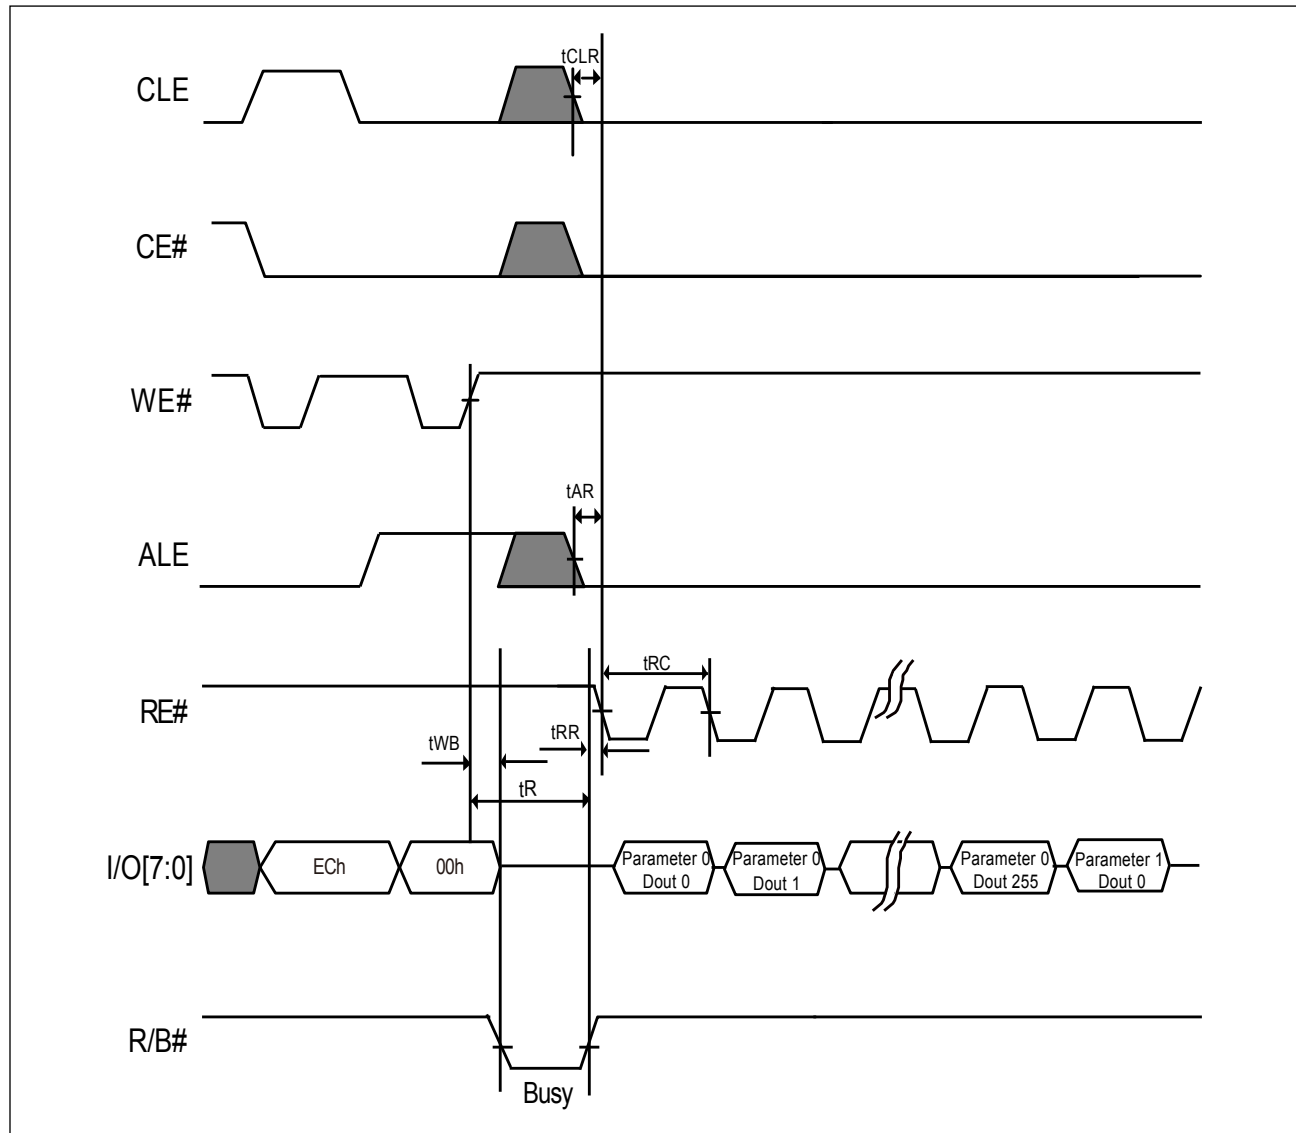 tCLR
CLE
CE#
WE#
tAR
ALE
tRC
RE#
tWB
tRR
tR
I/O[7:0]
ECh
00h
Parameter 0
Dout 0
Parameter 0
Dout 1
Parameter 0
Dout 255
Parameter 1
Dout 0
R/B#
Busy